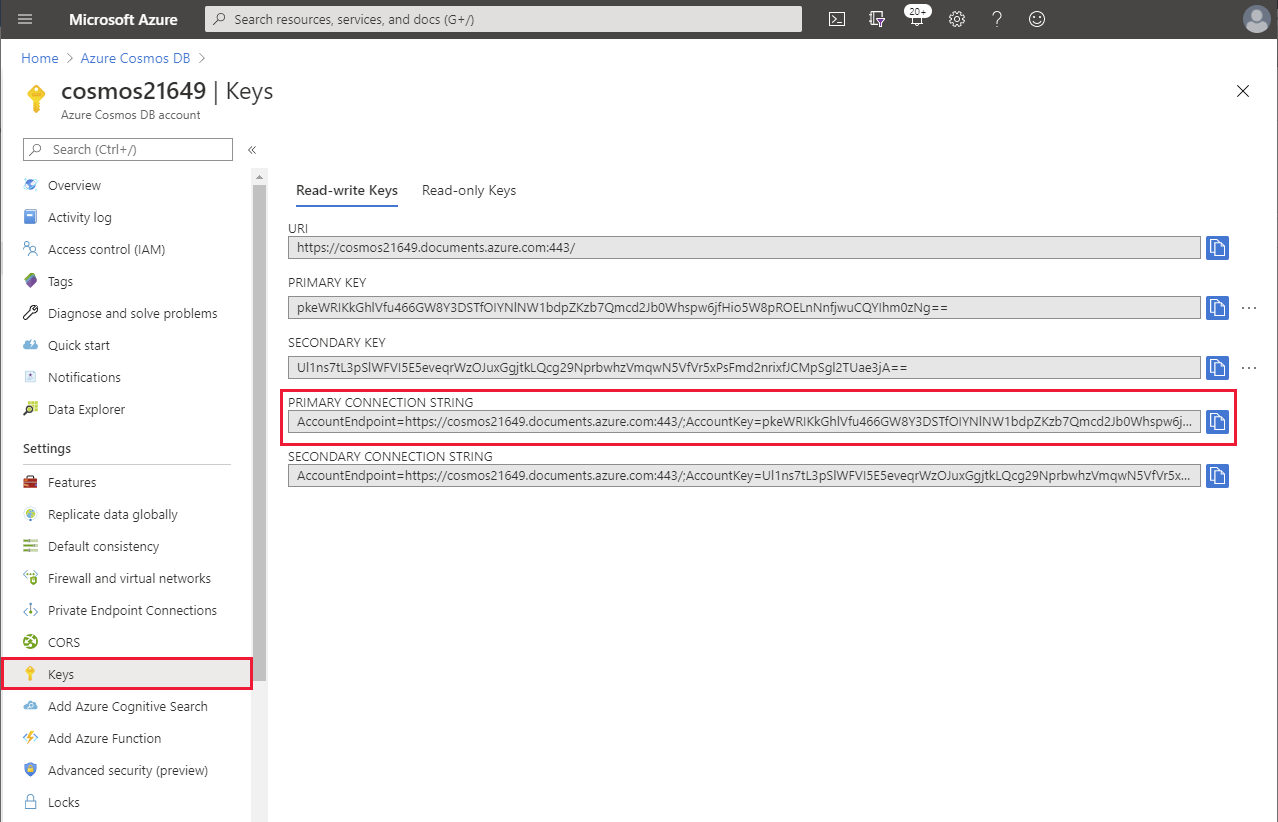 Microsoft Azure
Search resources, services, and docs (G+/)
20+
Home > Azure Cosmos DB >
cosmos21649 | Keys
Azure Cosmos DB account
Search (Ctrl+/)
«
Overview
Activity log
Access control (IAM)
Tags
Diagnose and solve problems
Quick start
Notifications
Data Explorer
Settings
Features
Replicate data globally
Default consistency
Firewall and virtual networks
Private Endpoint Connections
CORS
Keys
Add Azure Cognitive Search
Add Azure Function
Advanced security (preview)
Locks
Read-write Keys Read-only Keys
URI
https://cosmos21649.documents.azure.com:443/
PRIMARY KEY
pkeWRIKkGhlVfu466GW8Y3DSTfOIYNlNW1bdpZKzb7Qmcd2Jb0Whspw6jfHio5W8pROELnNnfjwuCQYIhm0zNg==
SECONDARY KEY
Ul1ns7tL3pSlWFVI5E5eveqrWzOJuxGgjtkLQcg29NprbwhzVmqwN5VfVr5xPsFmd2nrixfJCMpSgl2TUae3jA==
PRIMARY CONNECTION STRING
AccountEndpoint=https://cosmos21649.documents.azure.com:443/;AccountKey=pkeWRIKkGhlVfu466GW8Y3DSTfOIYNlNW1bdpZKzb7Qmcd2Jb0Whspw6j...
SECONDARY CONNECTION STRING
AccountEndpoint=https://cosmos21649.documents.azure.com:443/;AccountKey=Ul1ns7tL3pSlWFVI5E5eveqrWzOJuxGgjtkLQcg29NprbwhzVmqwN5VfVr5x...